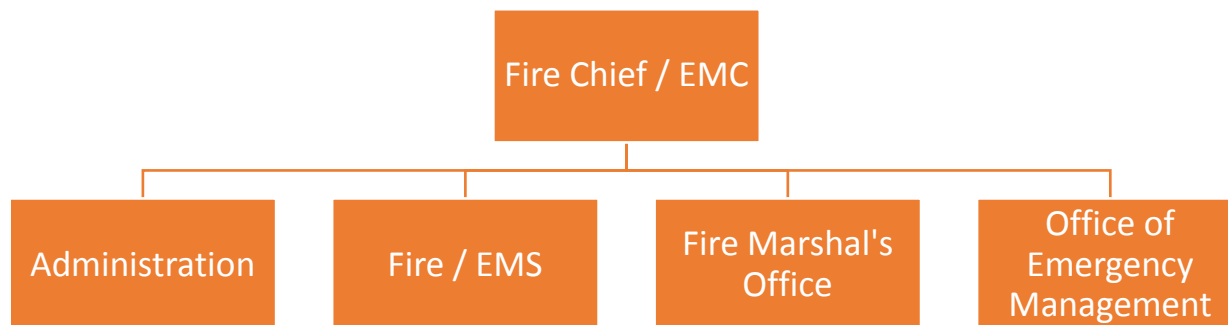 Fire Chief / EMC
Administration
Fire / EMS
Fire Marshal's
Office
Office of
Emergency
Management